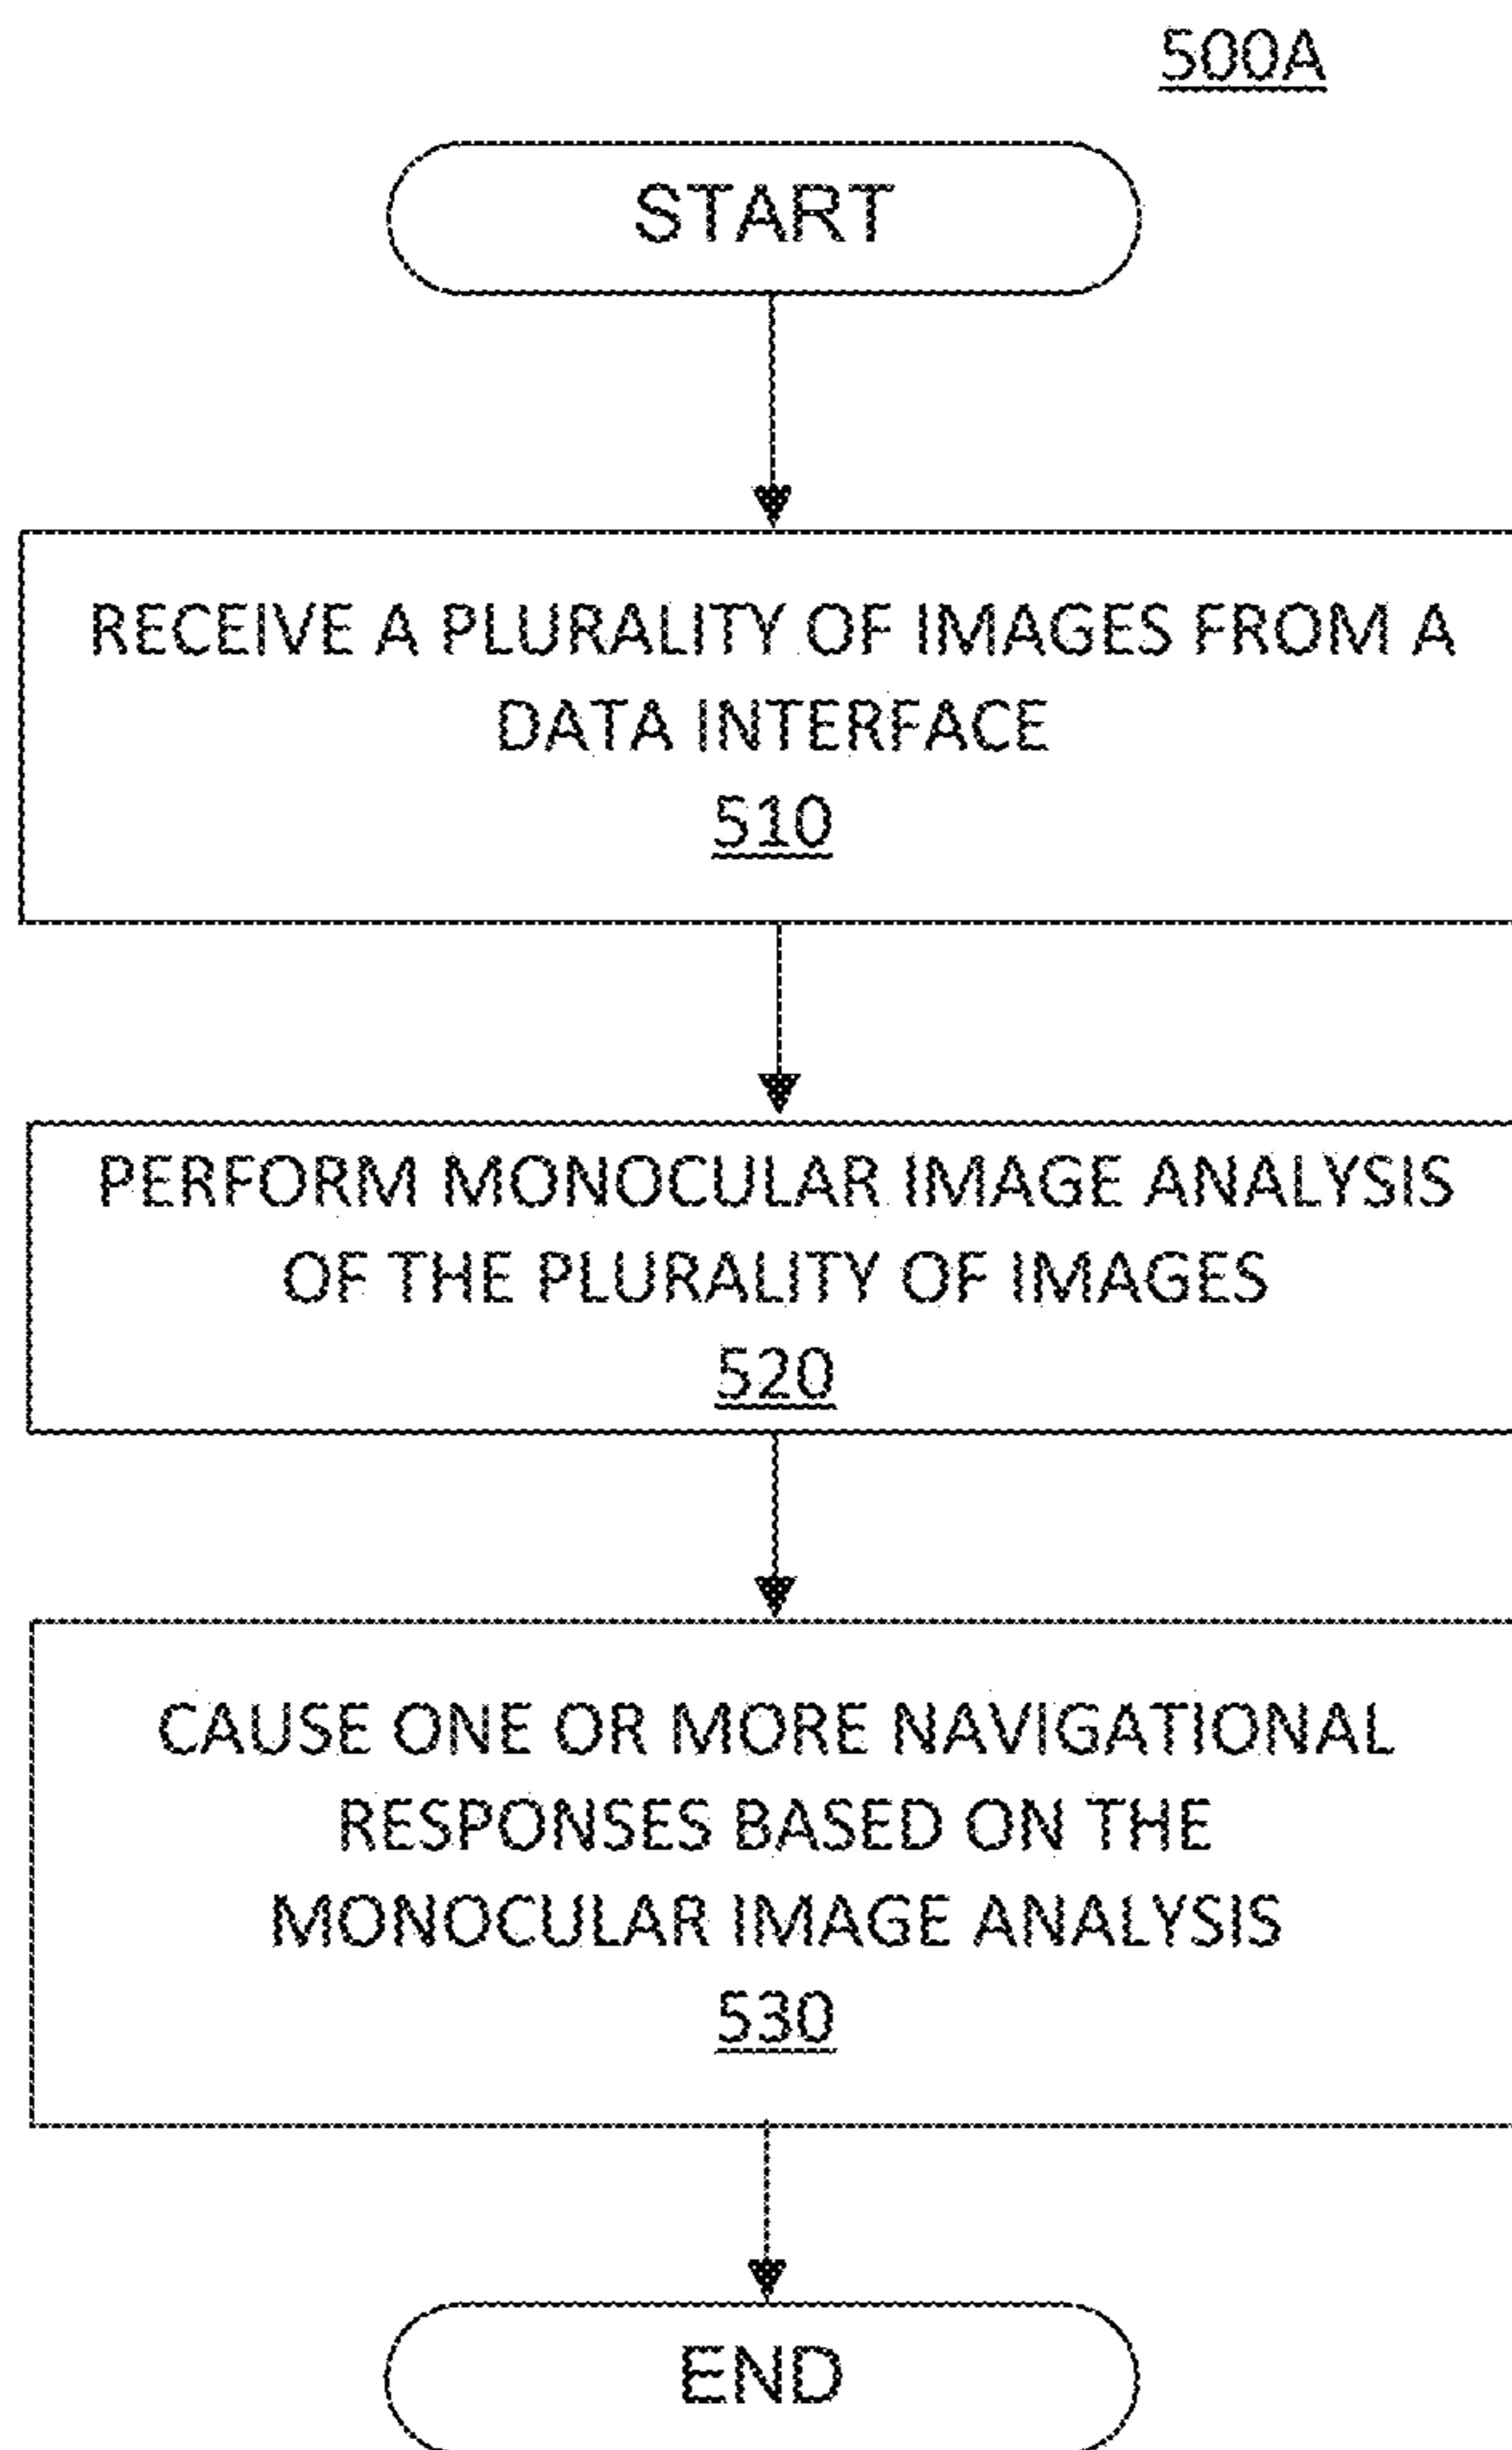 500A
START
RECEIVE A PLURALITY OF IMAGES FROM A
DATA INTERFACE
510
PERFORM MONOCULAR IMAGE ANALYSIS
OF THE PLURALITY OF IMAGES
520
CAUSE ONE OR MORE NAVIGATIONAL
RESPONSES BASED ON THE
MONOCULAR IMAGE ANALYSIS
530
END